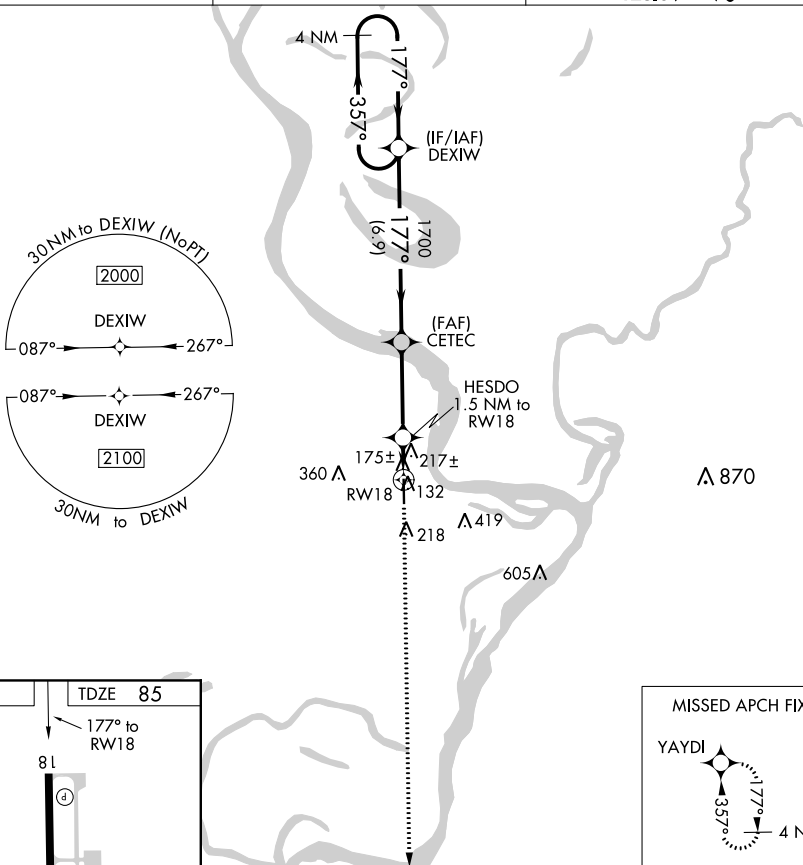 4 NM
177°
357°
(IF/IAF)
DEXIW
1700
177°
(6.9)
30 NM to DEXIW (NoPT)
2000
DEXIW
087°
267°
087°
267°
DEXIW
2100
30NM to DEXIW
(FAF)
CETEC
HESDO
1.5 NM to
RW18
175±
217±
360
RW18
132
870
218
419
605
TDZE 85
177° to
RW18
18
P
MISSED APCH FIX
YAYDI
357°
177°
4 N